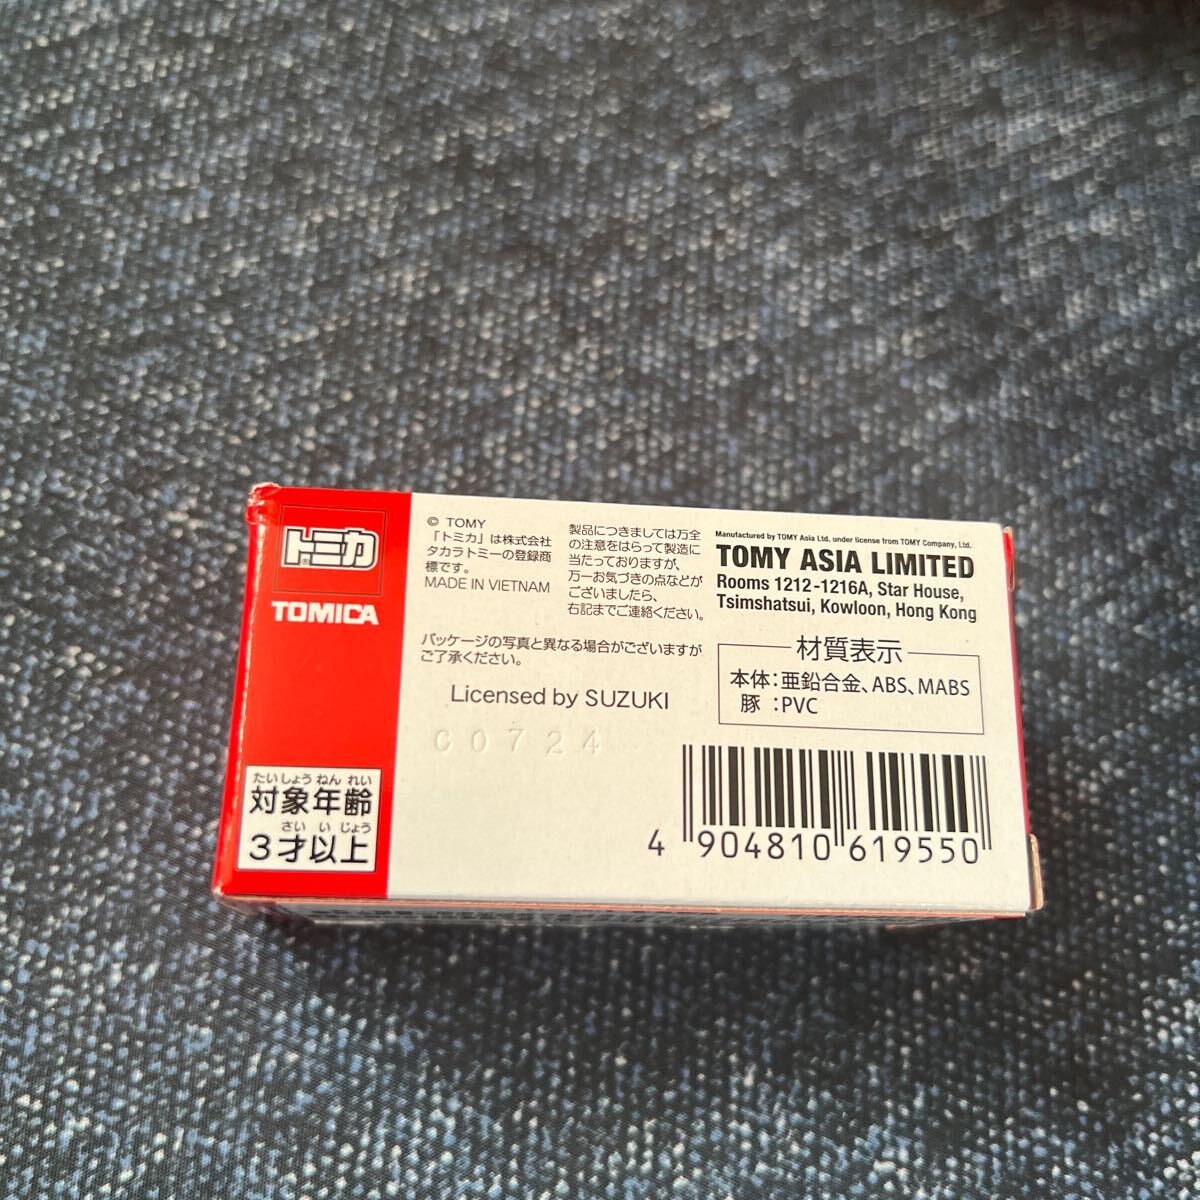 トミカ®
TOMICA
たいしょうねんれい
対象年齢
さいいじょう
3才以上
© TOMY
「トミカ」は株式会社
タカラトミーの登録商
標です。
MADE IN VIETNAM
製品につきましては万全
の注意をはらって製造に
当たっておりますが、
万一お気づきの点などが
ございましたら、
右記までご連絡ください。
Manufactured by TOMY Asia Ltd. under license from TOMY Company, Ltd.
TOMY ASIA LIMITED
Rooms 1212-1216A, Star House,
Tsimshatsui, Kowloon, Hong Kong
パッケージの写真と異なる場合がございますが
ご了承ください。
Licensed by SUZUKI
C0724
材質表示
本体:亜鉛合金、ABS、MABS
豚 :PVC
4 904810 619550